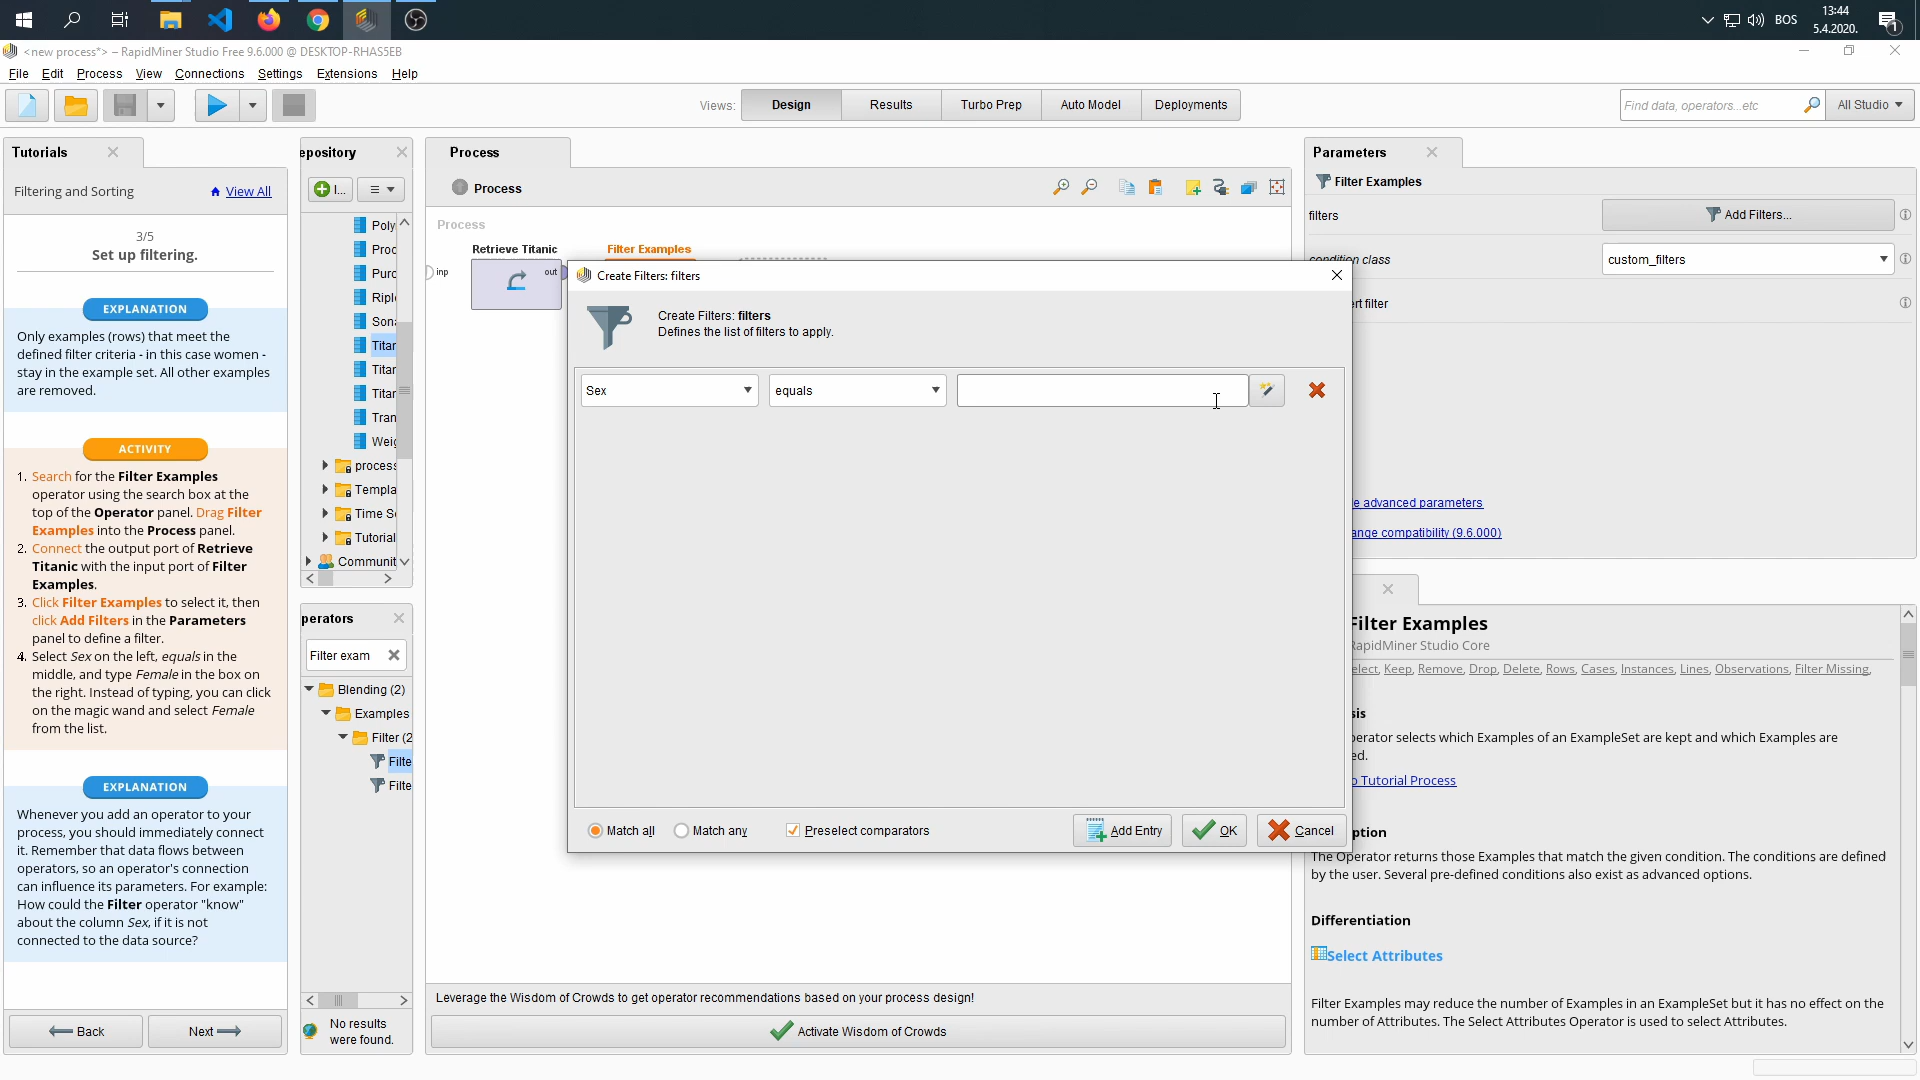 13:44
BOS
5.4.2020.
1
<new process*> – RapidMiner Studio Free 9.6.000 @ DESKTOP-RHAS5EB
File Edit Process View Connections Settings Extensions Help
Views: Design Results Turbo Prep Auto Model Deployments
Find data, operators...etc
All Studio
Tutorials
Filtering and Sorting
View All
3/5
Set up filtering.
EXPLANATION
Only examples (rows) that meet the
defined filter criteria - in this case women -
stay in the example set. All other examples
are removed.
ACTIVITY
1. Search for the Filter Examples
operator using the search box at the
top of the Operator panel. Drag Filter
Examples into the Process panel.
2. Connect the output port of Retrieve
Titanic with the input port of Filter
Examples.
3. Click Filter Examples to select it, then
click Add Filters in the Parameters
panel to define a filter.
4. Select Sex on the left, equals in the
middle, and type Female in the box on
the right. Instead of typing, you can click
on the magic wand and select Female
from the list.
EXPLANATION
Whenever you add an operator to your
process, you should immediately connect
it. Remember that data flows between
operators, so an operator's connection
can influence its parameters. For example:
How could the Filter operator "know"
about the column Sex, if it is not
connected to the data source?
Back
Next
epository
I...
Poly
Proc
Purc
Ripl
Sona
Titar
Titar
Titar
Tran
Weig
process
Templa
Time S
Tutorial
Communit
perators
Filter exam
Blending (2)
Examples
Filter (2
Filte
Filte
No results
were found.
Process
Process
Process
Retrieve Titanic
Filter Examples
inp
out
Create Filters: filters
Create Filters: filters
Defines the list of filters to apply.
Sex
equals
Match all
Match any
Preselect comparators
Add Entry
OK
Cancel
Leverage the Wisdom of Crowds to get operator recommendations based on your process design!
Activate Wisdom of Crowds
Parameters
Filter Examples
filters
Add Filters...
condition class
custom_filters
ert filter
e advanced parameters
ange compatibility (9.6.000)
Filter Examples
RapidMiner Studio Core
elect, Keep, Remove, Drop, Delete, Rows, Cases, Instances, Lines, Observations, Filter Missing,
sis
perator selects which Examples of an ExampleSet are kept and which Examples are
ed.
o Tutorial Process
ption
The Operator returns those Examples that match the given condition. The conditions are defined
by the user. Several pre-defined conditions also exist as advanced options.
Differentiation
Select Attributes
Filter Examples may reduce the number of Examples in an ExampleSet but it has no effect on the
number of Attributes. The Select Attributes Operator is used to select Attributes.